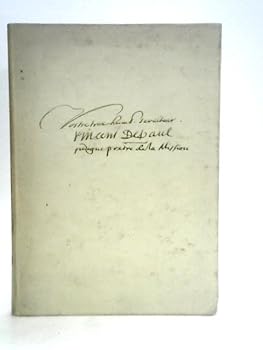 Vostre tres humble serviteur.
Vincent Depaul
indigne prestre de la Mission